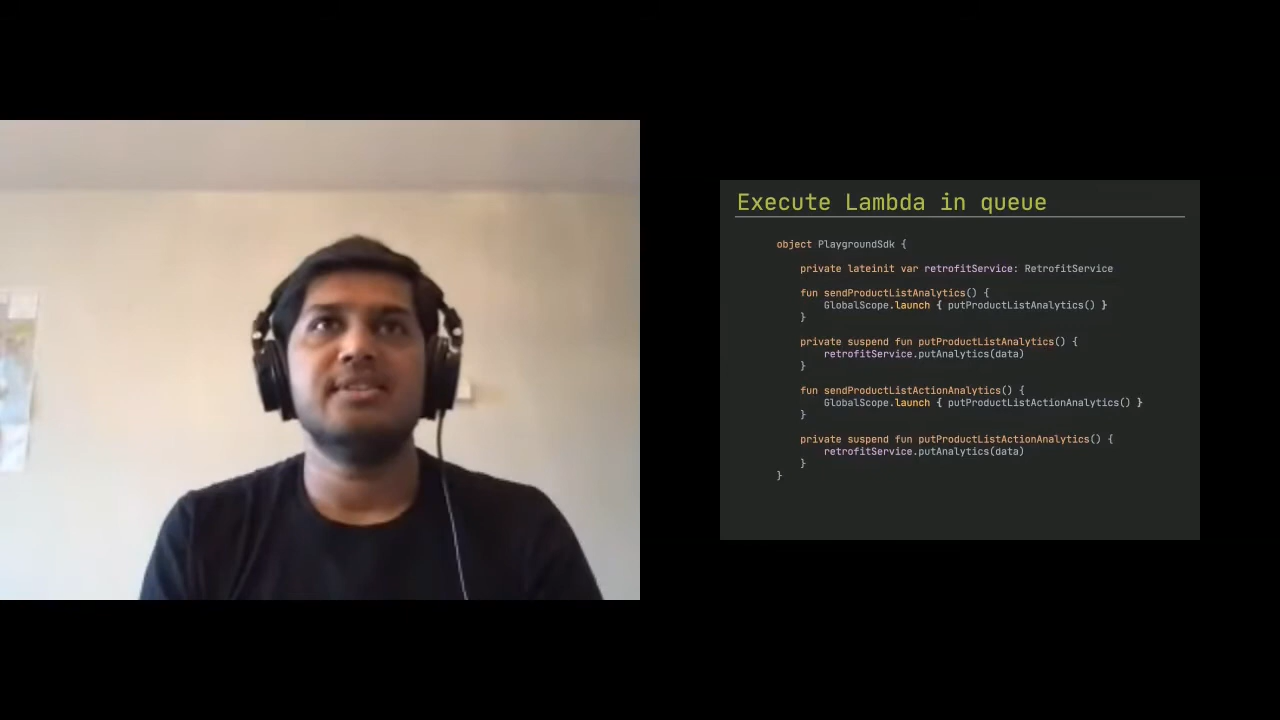 Execute Lambda in queue
object PlaygroundSdk {
private lateinit var retrofitService: RetrofitService
fun sendProductListAnalytics() {
GlobalScope.launch { putProductListAnalytics() }
}
private suspend fun putProductListAnalytics() {
retrofitService.putAnalytics(data)
}
fun sendProductListActionAnalytics() {
GlobalScope.launch { putProductListActionAnalytics() }
}
private suspend fun putProductListActionAnalytics() {
retrofitService.putAnalytics(data)
}
}